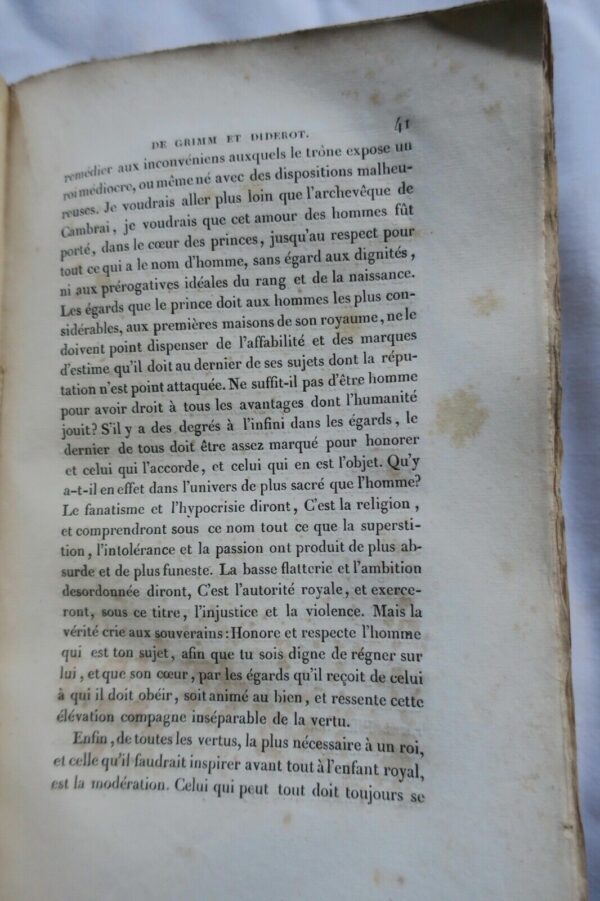 DE GRIMM ET DIDEROT. 41
remédier aux inconvéniens auxquels le trône expose un
roi médiocre, ou même né avec des dispositions malheu-
reuses. Je voudrais aller plus loin que l'archevêque de
Cambrai, je voudrais que cet amour des hommes fût
porté, dans le cœur des princes, jusqu'au respect pour
tout ce qui a le nom d'homme, sans égard aux dignités,
ni aux prérogatives idéales du rang et de la naissance.
Les égards que le prince doit aux hommes les plus con-
sidérables, aux premières maisons de son royaume, ne le
doivent point dispenser de l'affabilité et des marques
d'estime qu'il doit au dernier de ses sujets dont la répu-
tation n'est point attaquée. Ne suffit-il pas d'être homme
pour avoir droit à tous les avantages dont l'humanité
jouit? S'il y a des degrés à l'infini dans les égards, le
dernier de tous doit être assez marqué pour honorer
et celui qui l'accorde, et celui qui en est l'objet. Qu'y
a-t-il en effet dans l'univers de plus sacré que l'homme?
Le fanatisme et l'hypocrisie diront, C'est la religion,
et comprendront sous ce nom tout ce que la supersti-
tion, l'intolérance et la passion ont produit de plus ab-
surde et de plus funeste. La basse flatterie et l'ambition
desordonnée diront, C'est l'autorité royale, et exerce-
ront, sous ce titre, l'injustice et la violence. Mais la
vérité crie aux souverains: Honore et respecte l'homme
qui est ton sujet, afin que tu sois digne de régner sur
lui, et que son cœur, par les égards qu'il reçoit de celui
à qui il doit obéir, soit animé au bien, et ressente cette
élévation compagne inséparable de la vertu.
Enfin, de toutes les vertus, la plus nécessaire à un roi,
et celle qu'il faudrait inspirer avant tout à l'enfant royal,
est la modération. Celui qui peut tout doit toujours se